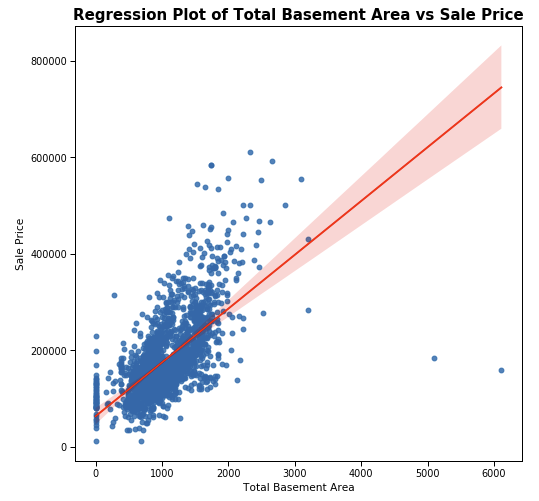 Regression Plot of Total Basement Area vs Sale Price
800000
600000
400000
200000
0
Sale Price
0 1000 2000 3000 4000 5000 6000
Total Basement Area